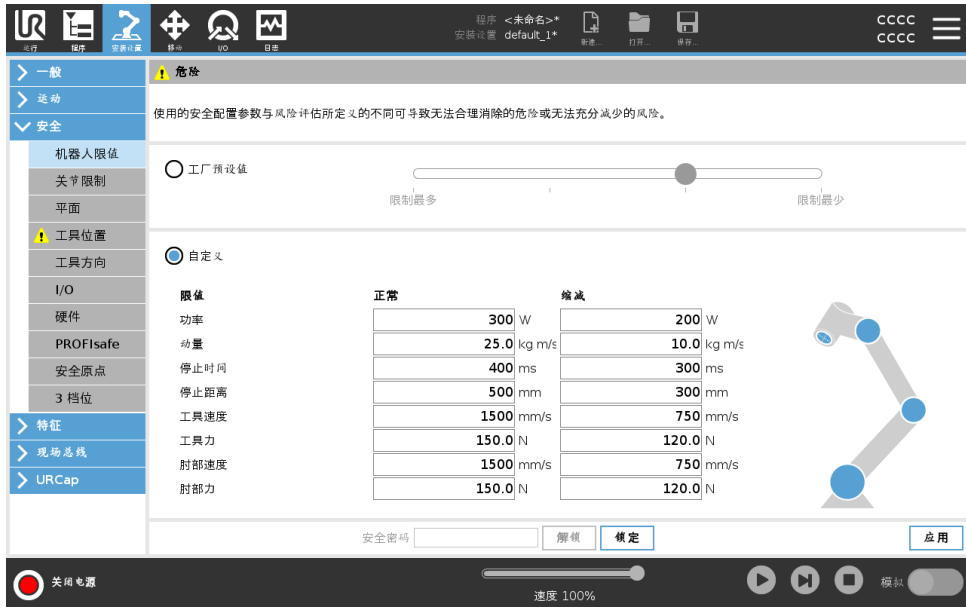 UR
程序 <未命名>*
安装设置 default_1*
CCCC
CCCC
运行 程序 安装设置 移动 I/O 日志 新建... 打开... 保存...
一般
运动
安全
机器人限值
关节限制
平面
工具位置
工具方向
I/O
硬件
PROFIsafe
安全原点
3 档位
特征
现场总线
URCap
危险
使用的安全配置参数与风险评估所定义的不同可导致无法合理消除的危险或无法充分减少的风险。
工厂预设值
限制最多 限制最少
自定义
限值 正常 缩减
功率 300 W 200 W
动量 25.0 kg m/s 10.0 kg m/s
停止时间 400 ms 300 ms
停止距离 500 mm 300 mm
工具速度 1500 mm/s 750 mm/s
工具力 150.0 N 120.0 N
肘部速度 1500 mm/s 750 mm/s
肘部力 150.0 N 120.0 N
安全密码 解锁 锁定 应用
关闭电源
速度 100%
模拟